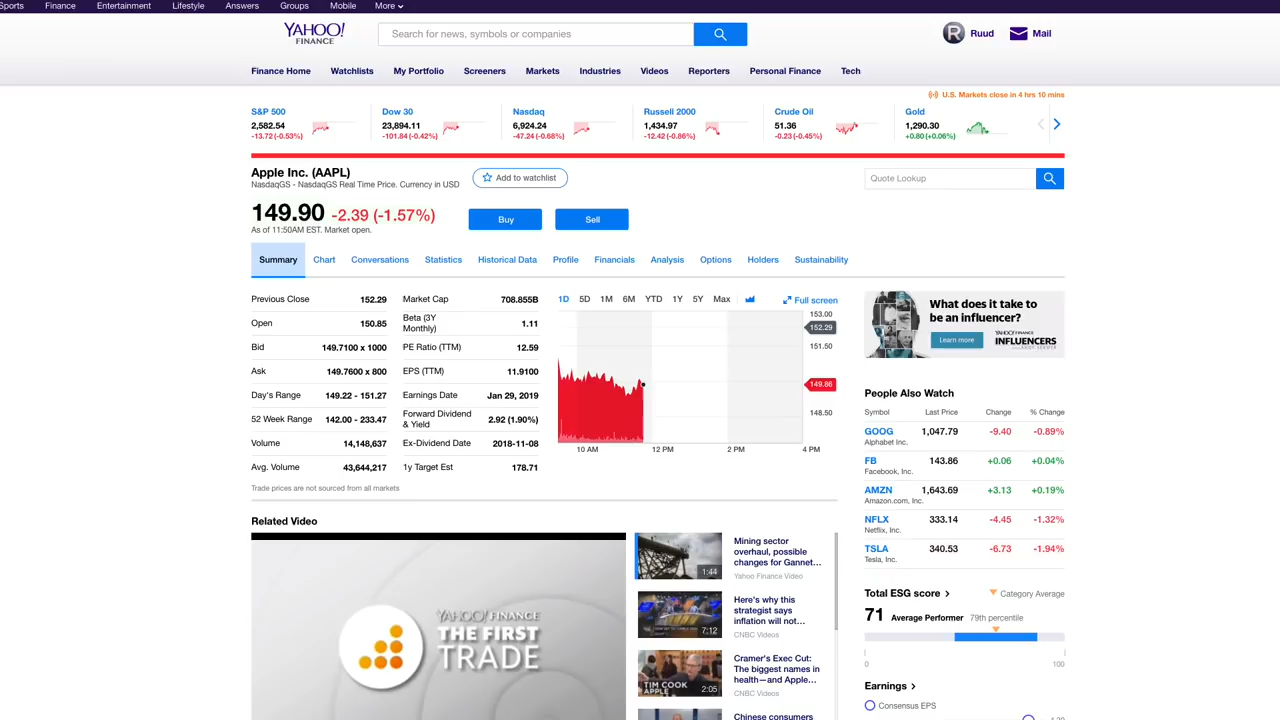 Sports Finance Entertainment Lifestyle Answers Groups Mobile More
YAHOO!
FINANCE
Search for news, symbols or companies
R Ruud Mail
Finance Home Watchlists My Portfolio Screeners Markets Industries Videos Reporters Personal Finance Tech
U.S. Markets close in 4 hrs 10 mins
S&P 500 Dow 30 Nasdaq Russell 2000 Crude Oil Gold
2,582.54 23,894.11 6,924.24 1,434.97 51.36 1,290.30
-13.72 (-0.53%) -101.84 (-0.42%) -47.24 (-0.68%) -12.42 (-0.86%) -0.23 (-0.45%) +0.80 (+0.06%)
Apple Inc. (AAPL)
NasdaqGS - NasdaqGS Real Time Price. Currency in USD
Add to watchlist
Quote Lookup
149.90 -2.39 (-1.57%)
As of 11:50AM EST. Market open.
Buy Sell
Summary Chart Conversations Statistics Historical Data Profile Financials Analysis Options Holders Sustainability
Previous Close 152.29
Open 150.85
Bid 149.7100 x 1000
Ask 149.7600 x 800
Day's Range 149.22 - 151.27
52 Week Range 142.00 - 233.47
Volume 14,148,637
Avg. Volume 43,644,217
Market Cap 708.855B
Beta (3Y
Monthly) 1.11
PE Ratio (TTM) 12.59
EPS (TTM) 11.9100
Earnings Date Jan 29, 2019
Forward Dividend
& Yield 2.92 (1.90%)
Ex-Dividend Date 2018-11-08
1y Target Est 178.71
Trade prices are not sourced from all markets
1D 5D 1M 6M YTD 1Y 5Y Max Full screen
153.00
152.29
151.50
149.86
148.50
10 AM 12 PM 2 PM 4 PM
What does it take to
be an influencer?
Learn more
YAHOO! FINANCE
INFLUENCERS
People Also Watch
Symbol Last Price Change % Change
GOOG 1,047.79 -9.40 -0.89%
Alphabet Inc.
FB 143.86 +0.06 +0.04%
Facebook, Inc.
AMZN 1,643.69 +3.13 +0.19%
Amazon.com, Inc.
NFLX 333.14 -4.45 -1.32%
Netflix, Inc.
TSLA 340.53 -6.73 -1.94%
Tesla, Inc.
Total ESG score Category Average
71 Average Performer 79th percentile
0 100
Earnings
Consensus EPS
Related Video
YAHOO! FINANCE
THE FIRST
TRADE
1:44
Mining sector
overhaul, possible
changes for Gannet...
Yahoo Finance Video
7:12
Here's why this
strategist says
inflation will not...
CNBC Videos
TIM COOK
APPLE
2:05
Cramer's Exec Cut:
The biggest names in
health—and Apple...
CNBC Videos
Chinese consumers